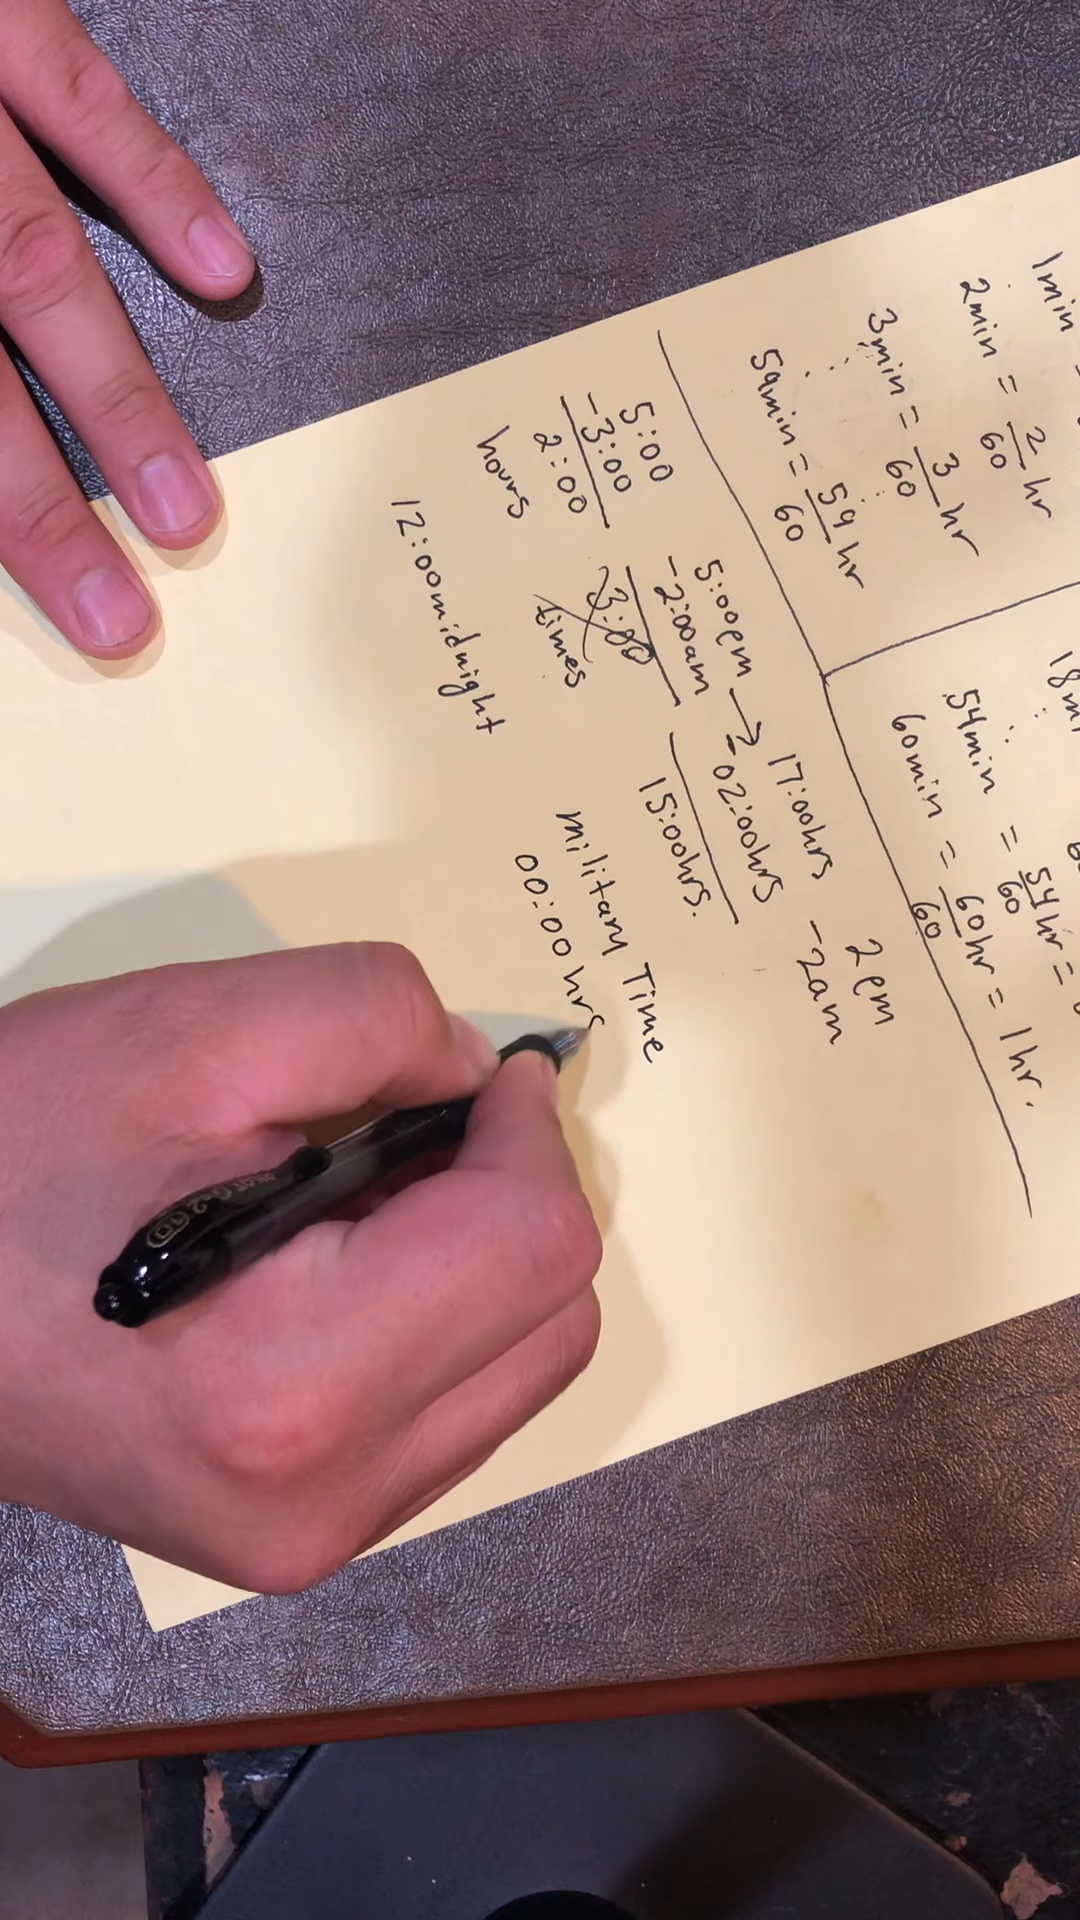 1min
2min = 2/60 hr
3min = 3/60 hr
59min = 59/60 hr
54min = 54/60 hr =
60min = 60/60 hr = 1hr.
5:00
-3:00
2:00
hours
5:00pm →
-2:00am
3:00
times
17:00hrs
-02:00hrs
15:00hrs.
2pm
-2am
12:00midnight
military Time
00:00hrs